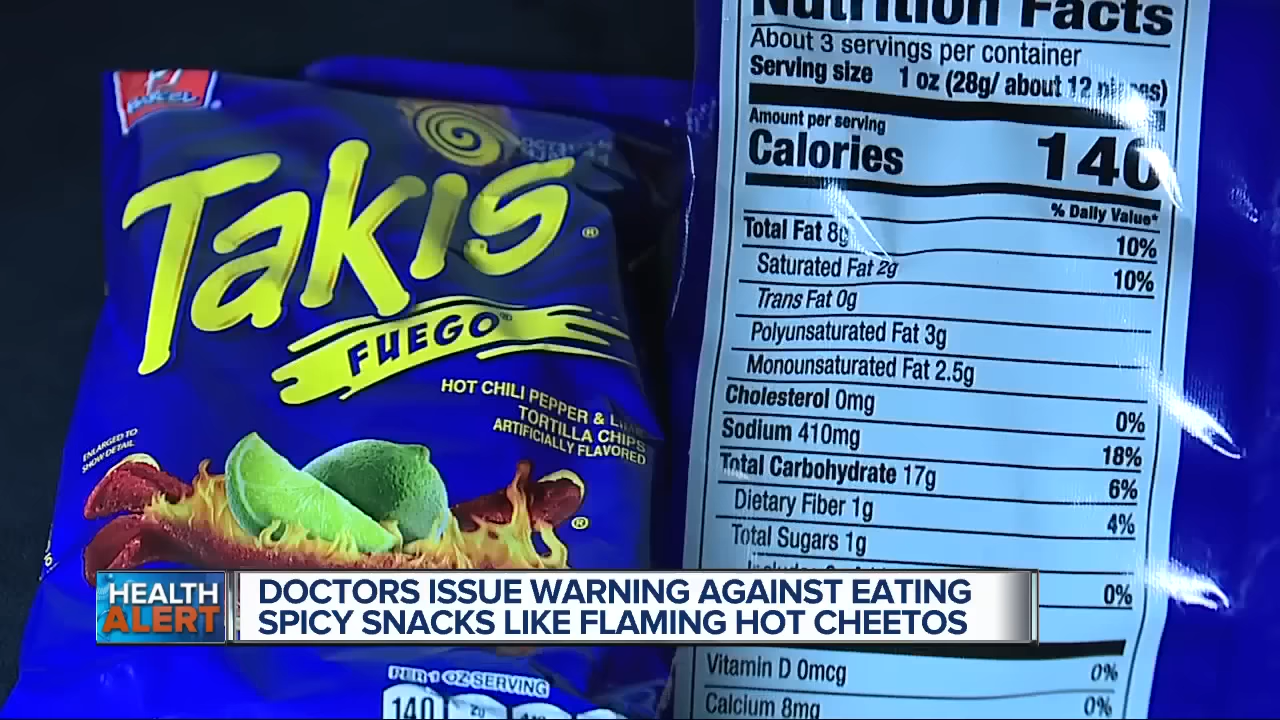 BARCEL
Takis®
FUEGO®
HOT CHILI PEPPER &
TORTILLA CHIPS
ARTIFICIALLY FLAVORED
ENLARGED TO
SHOW DETAIL
®
PER 1 OZ SERVING
140
Nutrition Facts
About 3 servings per container
Serving size 1 oz (28g/ about 12
Amount per serving
Calories 140
% Daily Value*
Total Fat 8g 10%
Saturated Fat 2g 10%
Trans Fat 0g
Polyunsaturated Fat 3g
Monounsaturated Fat 2.5g
Cholesterol 0mg 0%
Sodium 410mg 18%
Total Carbohydrate 17g 6%
Dietary Fiber 1g 4%
Total Sugars 1g
0%
Vitamin D 0mcg 0%
Calcium 8mg 0%
HEALTH
ALERT
DOCTORS ISSUE WARNING AGAINST EATING
SPICY SNACKS LIKE FLAMING HOT CHEETOS